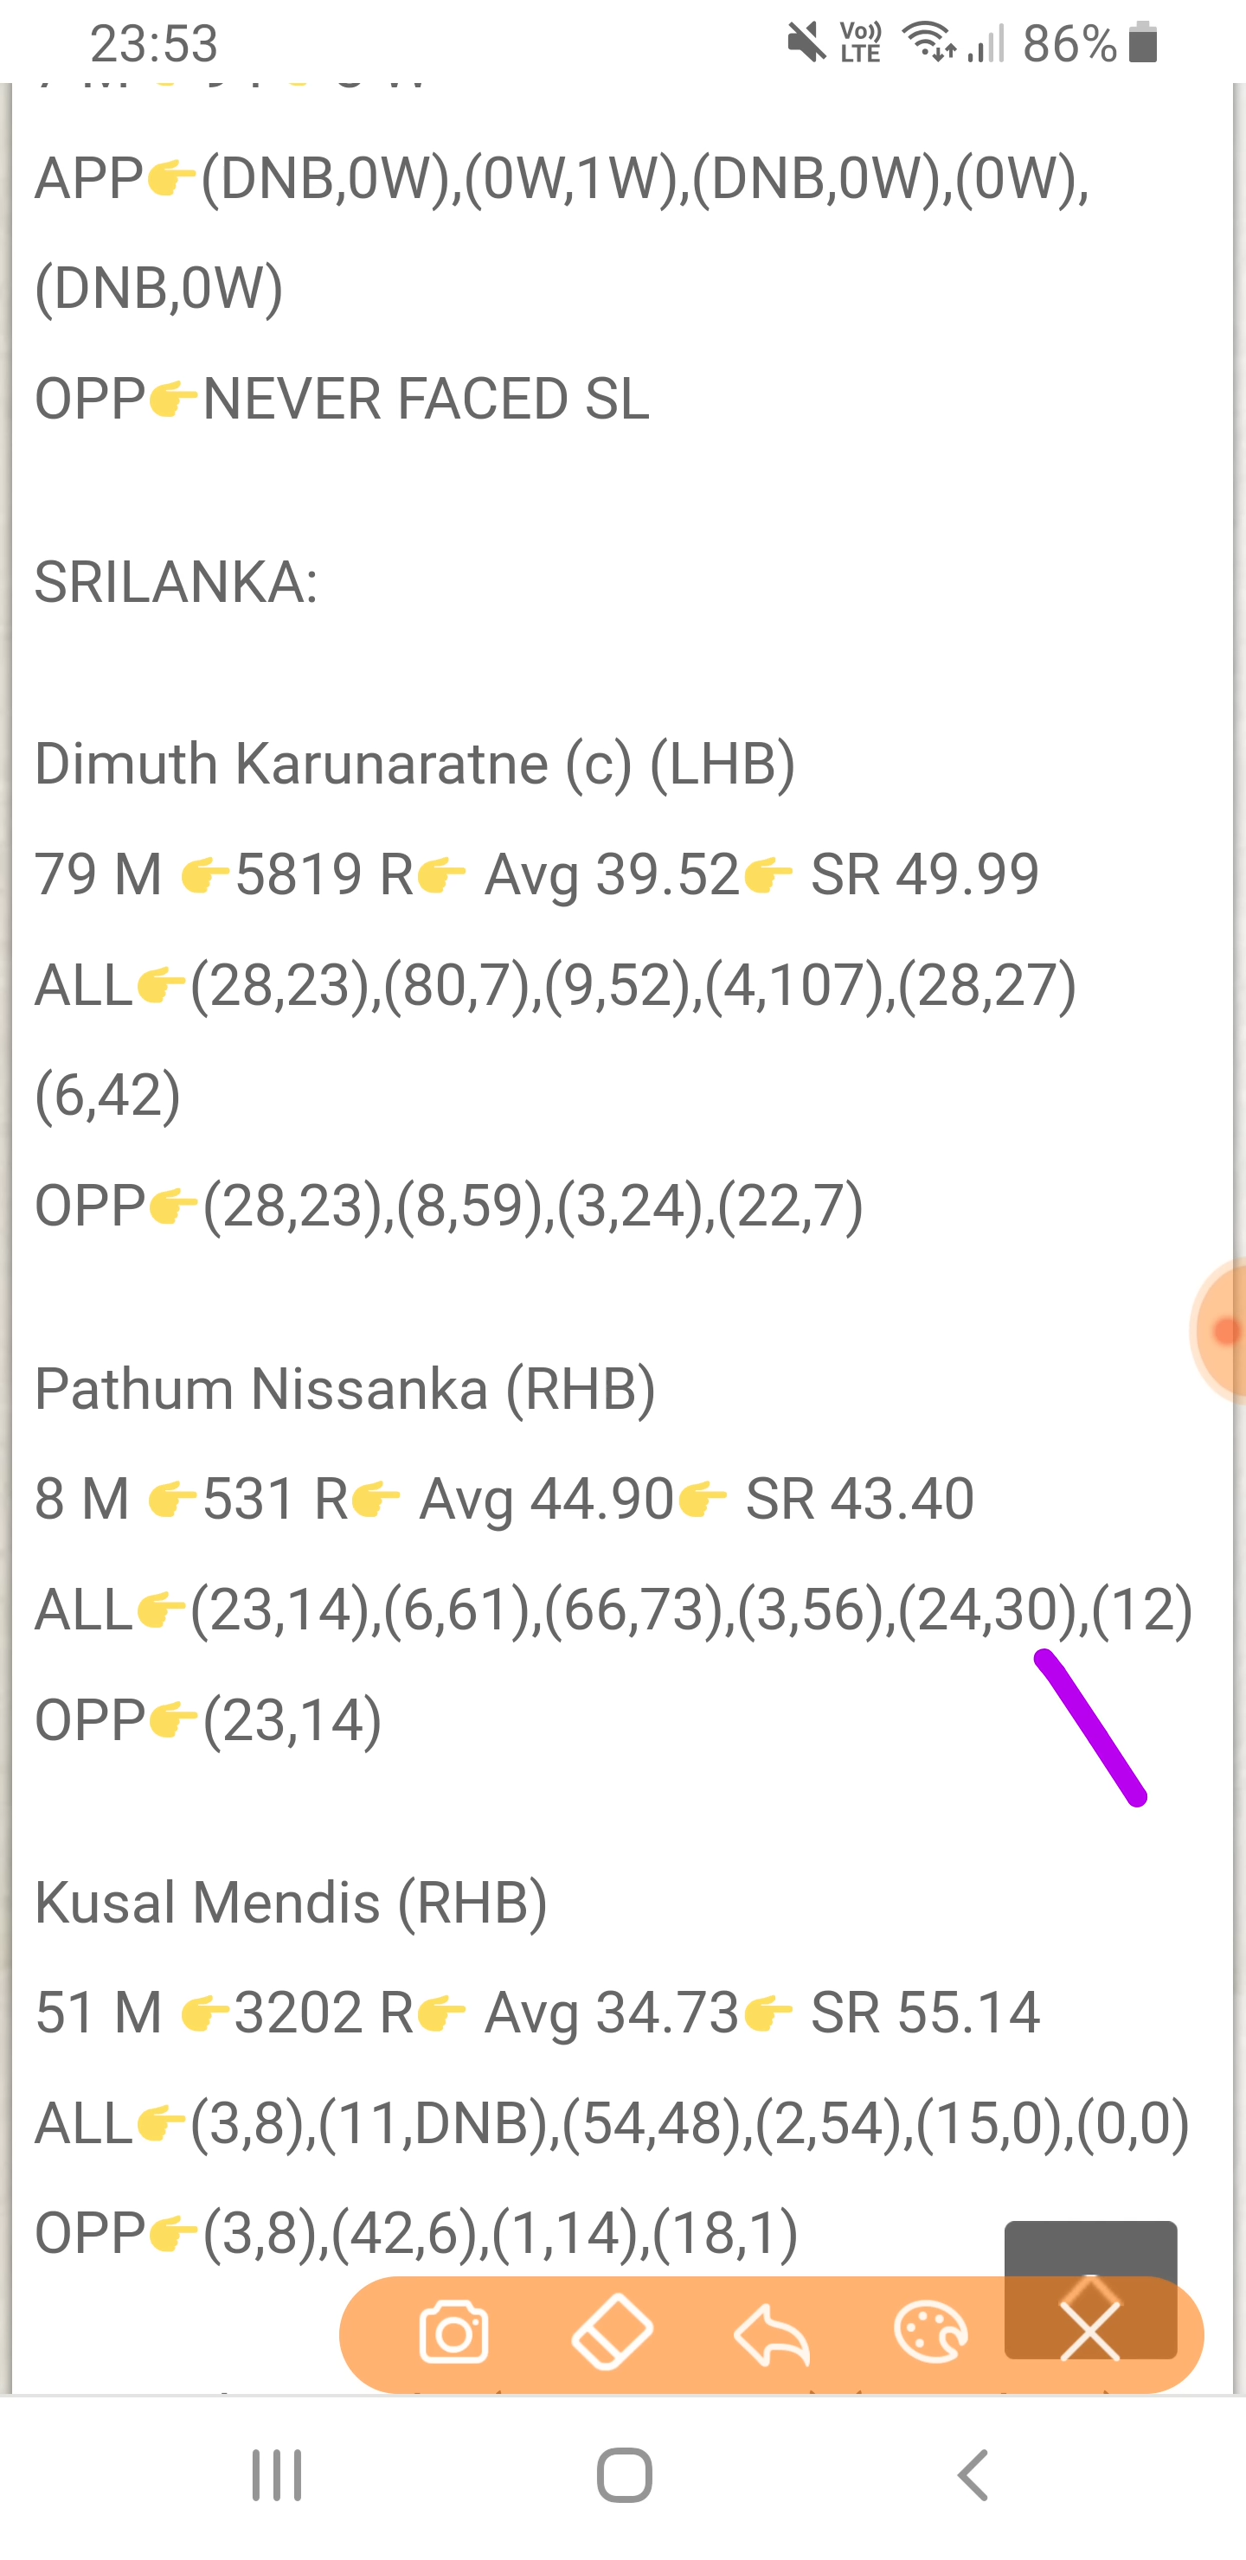 23:53 Vo)) LTE 86%
APP👉(DNB,0W),(0W,1W),(DNB,0W),(0W),
(DNB,0W)
OPP👉NEVER FACED SL
SRILANKA:
Dimuth Karunaratne (c) (LHB)
79 M 👉5819 R👉 Avg 39.52👉 SR 49.99
ALL👉(28,23),(80,7),(9,52),(4,107),(28,27)
(6,42)
OPP👉(28,23),(8,59),(3,24),(22,7)
Pathum Nissanka (RHB)
8 M 👉531 R👉 Avg 44.90👉 SR 43.40
ALL👉(23,14),(6,61),(66,73),(3,56),(24,30),(12)
OPP👉(23,14)
Kusal Mendis (RHB)
51 M 👉3202 R👉 Avg 34.73👉 SR 55.14
ALL👉(3,8),(11,DNB),(54,48),(2,54),(15,0),(0,0)
OPP👉(3,8),(42,6),(1,14),(18,1)